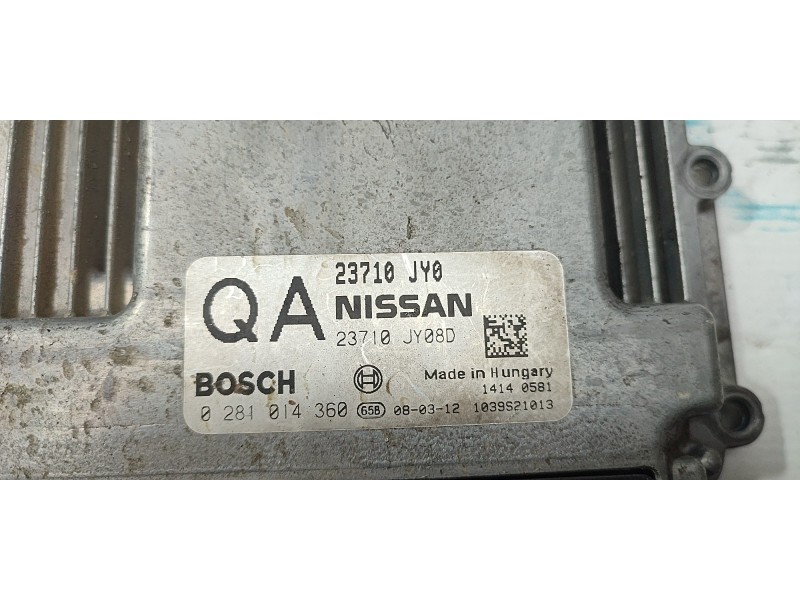 QA
23710 JY0
NISSAN
23710 JY08D
BOSCH
Made in Hungary
1414 0581
0 281 014 360 65B 08-03-12 1039S21013